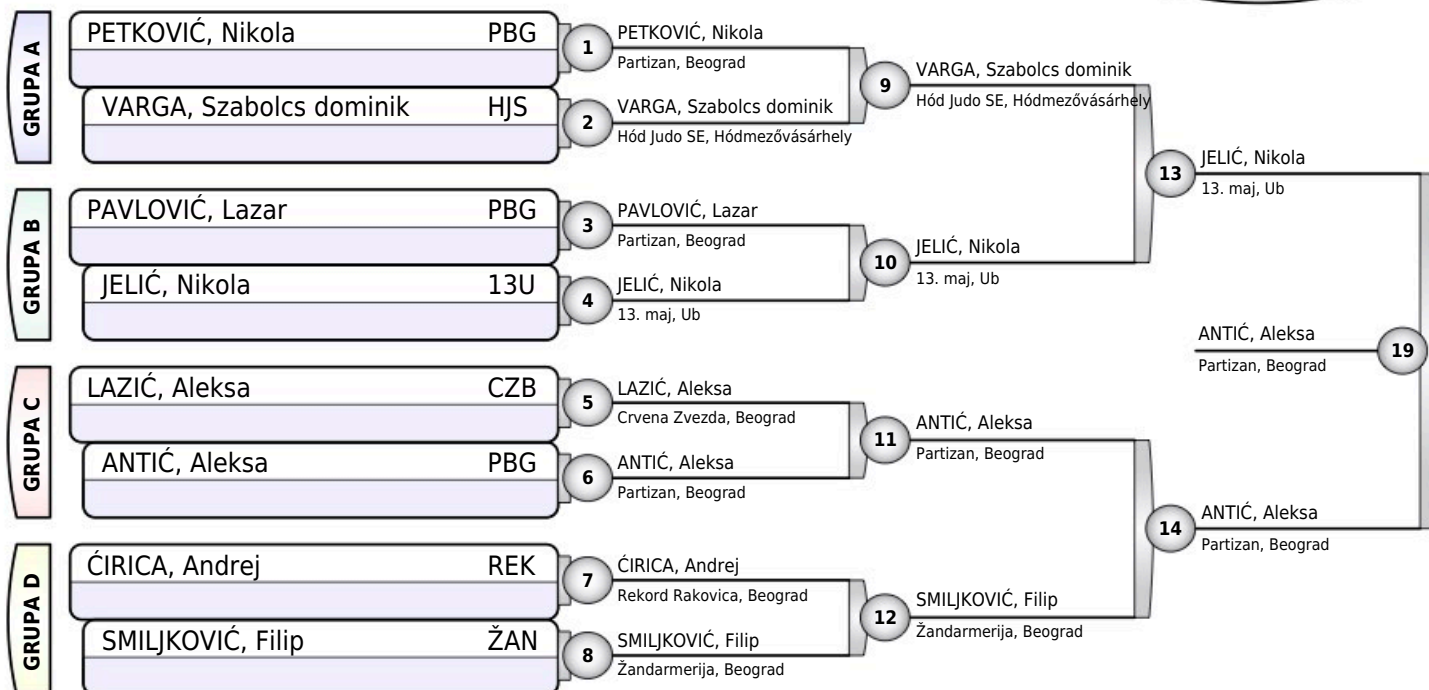 GRUPA A
PETKOVIĆ, Nikola PBG
VARGA, Szabolcs dominik HJS
1
PETKOVIĆ, Nikola
Partizan, Beograd
2
VARGA, Szabolcs dominik
Hód Judo SE, Hódmezővásárhely
9
VARGA, Szabolcs dominik
Hód Judo SE, Hódmezővásárhely
GRUPA B
PAVLOVIĆ, Lazar PBG
JELIĆ, Nikola 13U
3
PAVLOVIĆ, Lazar
Partizan, Beograd
4
JELIĆ, Nikola
13. maj, Ub
10
JELIĆ, Nikola
13. maj, Ub
13
JELIĆ, Nikola
13. maj, Ub
GRUPA C
LAZIĆ, Aleksa CZB
ANTIĆ, Aleksa PBG
5
LAZIĆ, Aleksa
Crvena Zvezda, Beograd
6
ANTIĆ, Aleksa
Partizan, Beograd
11
ANTIĆ, Aleksa
Partizan, Beograd
GRUPA D
ĆIRICA, Andrej REK
SMILJKOVIĆ, Filip ŽAN
7
ĆIRICA, Andrej
Rekord Rakovica, Beograd
8
SMILJKOVIĆ, Filip
Žandarmerija, Beograd
12
SMILJKOVIĆ, Filip
Žandarmerija, Beograd
14
ANTIĆ, Aleksa
Partizan, Beograd
ANTIĆ, Aleksa
Partizan, Beograd
19